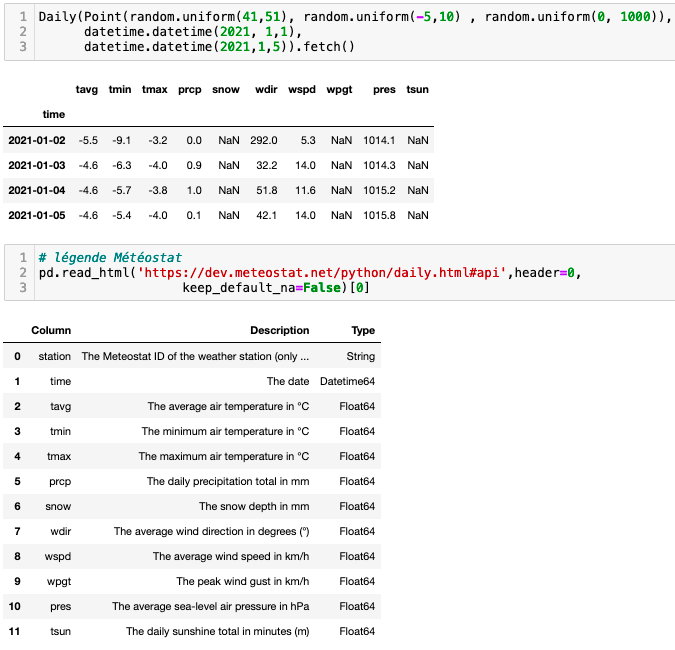 1 Daily(Point(random.uniform(41,51), random.uniform(-5,10) , random.uniform(0, 1000)),
2 datetime.datetime(2021, 1,1),
3 datetime.datetime(2021,1,5)).fetch()
tavg tmin tmax prcp snow wdir wspd wpgt pres tsun
time
2021-01-02 -5.5 -9.1 -3.2 0.0 NaN 292.0 5.3 NaN 1014.1 NaN
2021-01-03 -4.6 -6.3 -4.0 0.9 NaN 32.2 14.0 NaN 1014.3 NaN
2021-01-04 -4.6 -5.7 -3.8 1.0 NaN 51.8 11.6 NaN 1015.2 NaN
2021-01-05 -4.6 -5.4 -4.0 0.1 NaN 42.1 14.0 NaN 1015.8 NaN
1 # légende Météostat
2 pd.read_html('https://dev.meteostat.net/python/daily.html#api',header=0,
3 keep_default_na=False)[0]
Column Description Type
0 station The Meteostat ID of the weather station (only ... String
1 time The date Datetime64
2 tavg The average air temperature in °C Float64
3 tmin The minimum air temperature in °C Float64
4 tmax The maximum air temperature in °C Float64
5 prcp The daily precipitation total in mm Float64
6 snow The snow depth in mm Float64
7 wdir The average wind direction in degrees (°) Float64
8 wspd The average wind speed in km/h Float64
9 wpgt The peak wind gust in km/h Float64
10 pres The average sea-level air pressure in hPa Float64
11 tsun The daily sunshine total in minutes (m) Float64